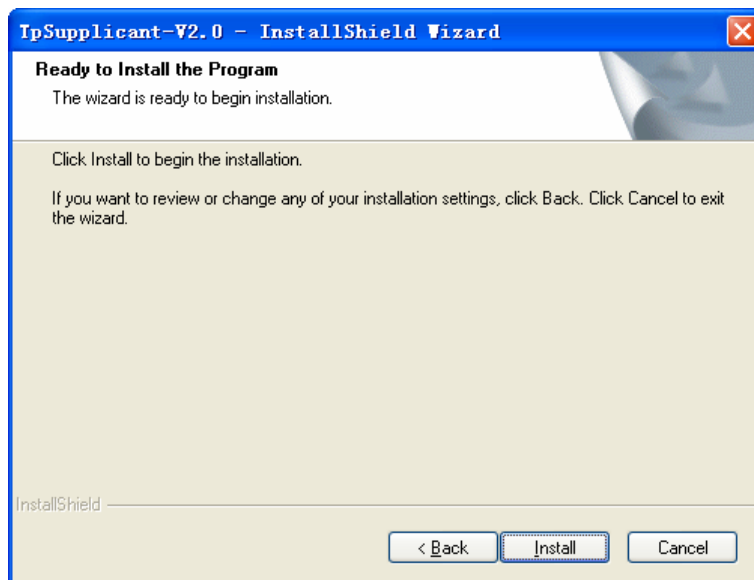 TpSupplicant-V2.0 - InstallShield Wizard
Ready to Install the Program
The wizard is ready to begin installation.
Click Install to begin the installation.
If you want to review or change any of your installation settings, click Back. Click Cancel to exit
the wizard.
InstallShield
< Back Install Cancel